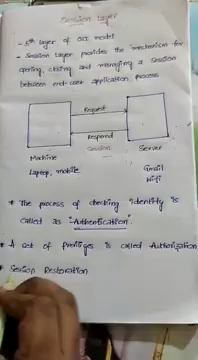 Session Layer
- 5th layer of OSI model
- Session Layer provides the mechanism for
opening, closing and managing a session
between end-user application process
Request
Respond
Session
Machine
Server
Laptop, mobile
Gmail
Wifi
* The process of checking identity is
called as "Authentication".
* A set of privileges is called Authorization
* Session Restoration